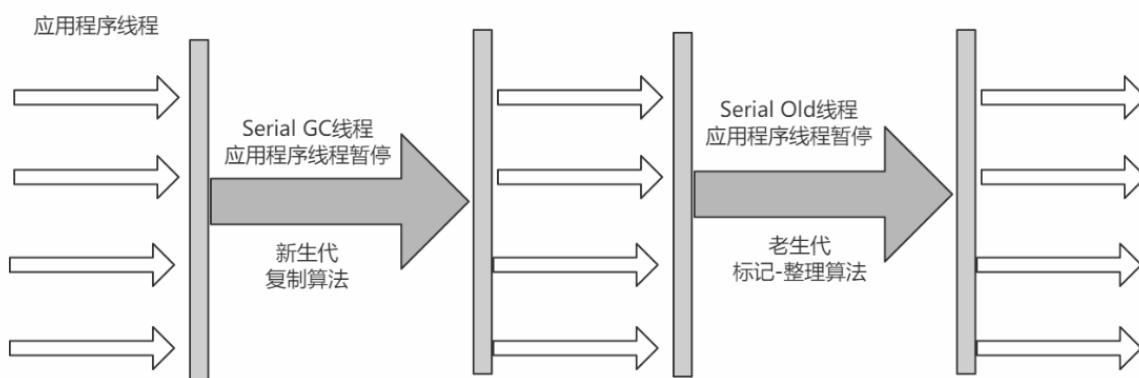 应用程序线程
Serial GC线程
应用程序线程暂停
新生代
复制算法
Serial Old线程
应用程序线程暂停
老生代
标记-整理算法